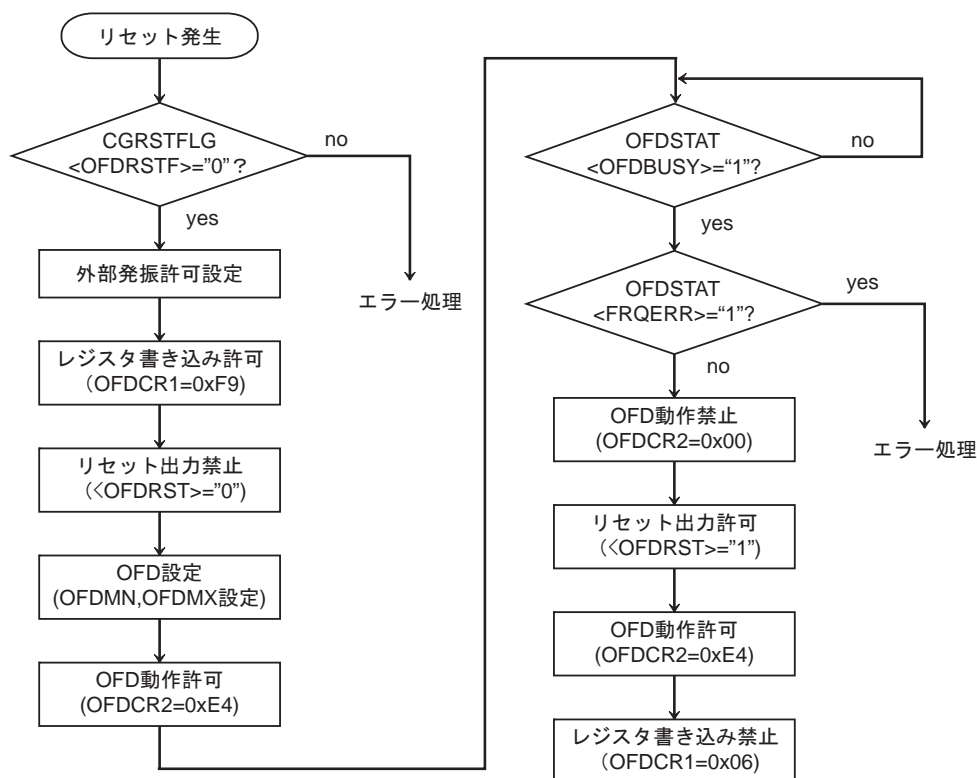 リセット発生
CGRSTFLG
<OFDRSTF>="0"？
no
yes
外部発振許可設定
エラー処理
レジスタ書き込み許可
（OFDCR1=0xF9)
リセット出力禁止
（<OFDRST>="0")
OFD設定
(OFDMN,OFDMX設定)
OFD動作許可
(OFDCR2=0xE4)
OFDSTAT
<OFDBUSY>=“1”?
no
yes
OFDSTAT
<FRQERR>=“1”?
yes
no
エラー処理
OFD動作禁止
(OFDCR2=0x00)
リセット出力許可
（<OFDRST>=”1”)
OFD動作許可
(OFDCR2=0xE4)
レジスタ書き込み禁止
（OFDCR1=0x06)